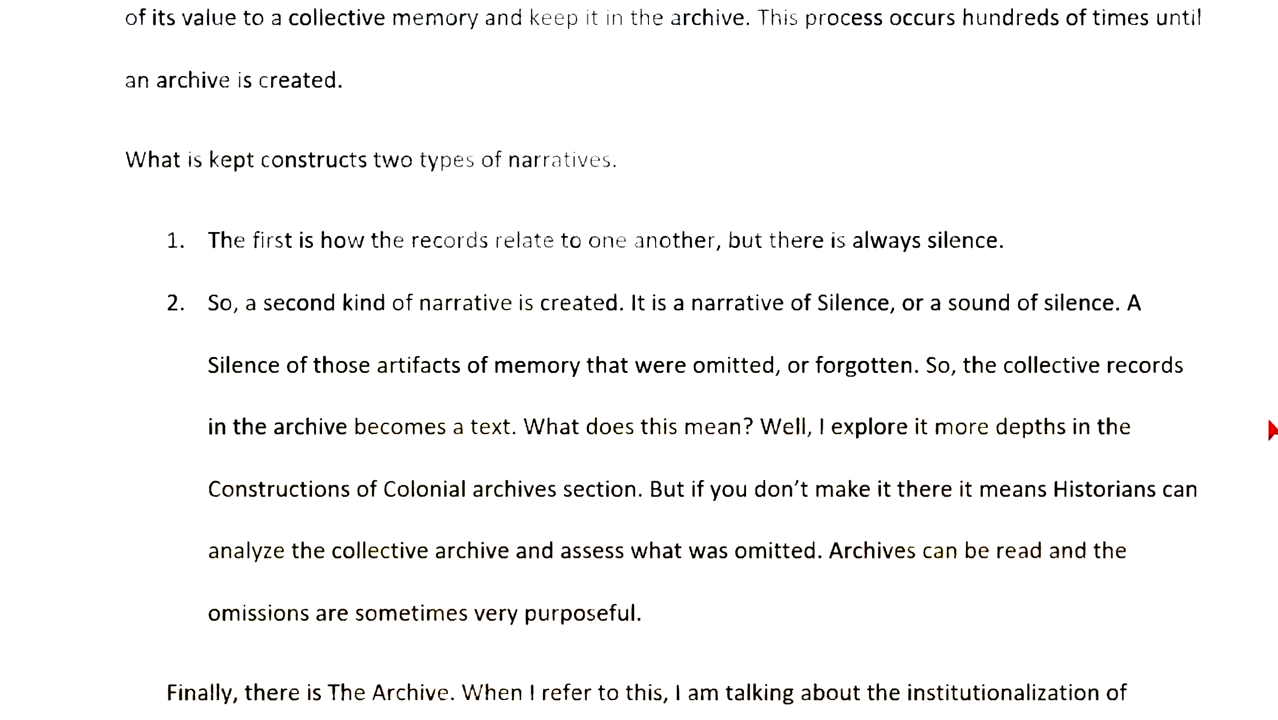 of its value to a collective memory and keep it in the archive. This process occurs hundreds of times until
an archive is created.
What is kept constructs two types of narratives.
1. The first is how the records relate to one another, but there is always silence.
2. So, a second kind of narrative is created. It is a narrative of Silence, or a sound of silence. A
Silence of those artifacts of memory that were omitted, or forgotten. So, the collective records
in the archive becomes a text. What does this mean? Well, I explore it more depths in the
Constructions of Colonial archives section. But if you don’t make it there it means Historians can
analyze the collective archive and assess what was omitted. Archives can be read and the
omissions are sometimes very purposeful.
Finally, there is The Archive. When I refer to this, I am talking about the institutionalization of